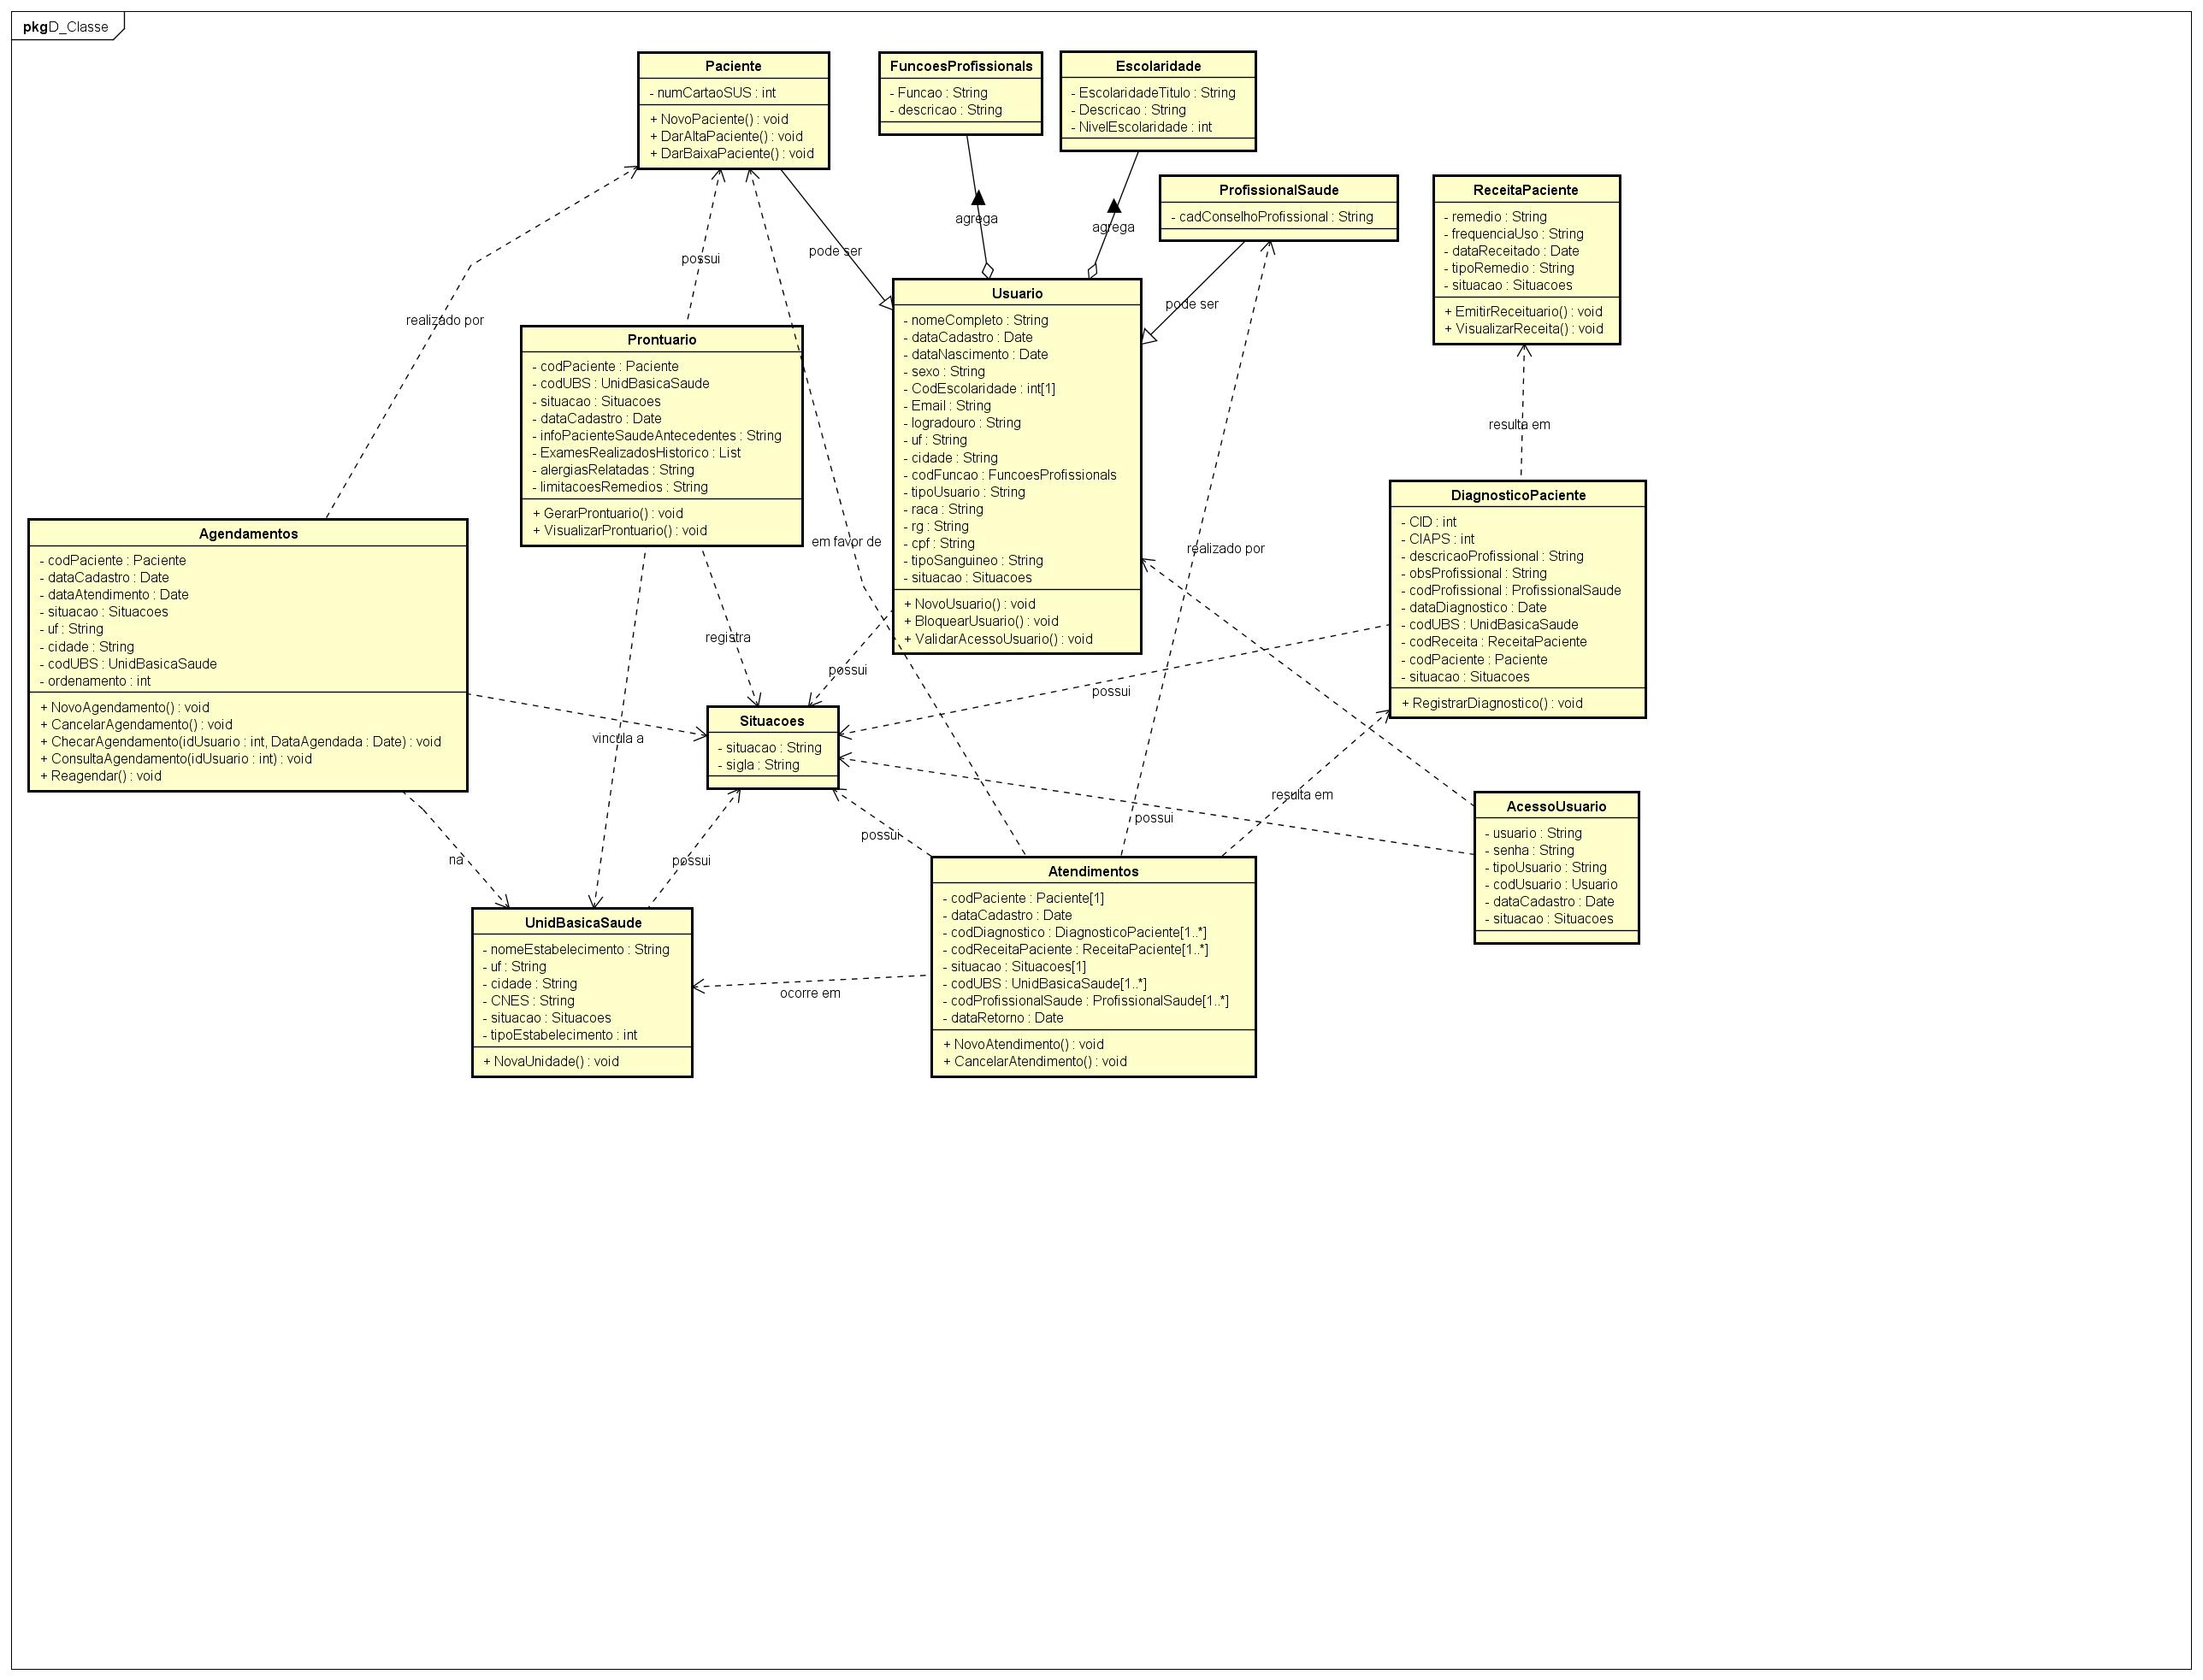 pkg D_Classe
Paciente
- numCartaoSUS : int
+ NovoPaciente() : void
+ DarAltaPaciente() : void
+ DarBaixaPaciente() : void
FuncoesProfissionals
- Funcao : String
- descricao : String
Escolaridade
- EscolaridadeTitulo : String
- Descricao : String
- NivelEscolaridade : int
ProfissionalSaude
- cadConselhoProfissional : String
ReceitaPaciente
- remedio : String
- frequenciaUso : String
- dataReceitado : Date
- tipoRemedio : String
- situacao : Situacoes
+ EmitirReceituario() : void
+ VisualizarReceita() : void
agrega
agrega
possui
pode ser
pode ser
realizado por
Prontuario
- codPaciente : Paciente
- codUBS : UnidBasicaSaude
- situacao : Situacoes
- dataCadastro : Date
- infoPacienteSaudeAntecedentes : String
- ExamesRealizadosHistorico : List
- alergiasRelatadas : String
- limitacoesRemedios : String
+ GerarProntuario() : void
+ VisualizarProntuario() : void
Usuario
- nomeCompleto : String
- dataCadastro : Date
- dataNascimento : Date
- sexo : String
- CodEscolaridade : int[1]
- Email : String
- logradouro : String
- uf : String
- cidade : String
- codFuncao : FuncoesProfissionals
- tipoUsuario : String
- raca : String
- rg : String
- cpf : String
- tipoSanguineo : String
- situacao : Situacoes
+ NovoUsuario() : void
+ BloquearUsuario() : void
+ ValidarAcessoUsuario() : void
resulta em
em favor de
realizado por
DiagnosticoPaciente
- CID : int
- CIAPS : int
- descricaoProfissional : String
- obsProfissional : String
- codProfissional : ProfissionalSaude
- dataDiagnostico : Date
- codUBS : UnidBasicaSaude
- codReceita : ReceitaPaciente
- codPaciente : Paciente
- situacao : Situacoes
+ RegistrarDiagnostico() : void
Agendamentos
- codPaciente : Paciente
- dataCadastro : Date
- dataAtendimento : Date
- situacao : Situacoes
- uf : String
- cidade : String
- codUBS : UnidBasicaSaude
- ordenamento : int
+ NovoAgendamento() : void
+ CancelarAgendamento() : void
+ ChecarAgendamento(idUsuario : int, DataAgendada : Date) : void
+ ConsultaAgendamento(idUsuario : int) : void
+ Reagendar() : void
registra
possui
possui
vincula a
Situacoes
- situacao : String
- sigla : String
resulta em
possui
possui
possui
na
AcessoUsuario
- usuario : String
- senha : String
- tipoUsuario : String
- codUsuario : Usuario
- dataCadastro : Date
- situacao : Situacoes
UnidBasicaSaude
- nomeEstabelecimento : String
- uf : String
- cidade : String
- CNES : String
- situacao : Situacoes
- tipoEstabelecimento : int
+ NovaUnidade() : void
ocorre em
Atendimentos
- codPaciente : Paciente[1]
- dataCadastro : Date
- codDiagnostico : DiagnosticoPaciente[1..*]
- codReceitaPaciente : ReceitaPaciente[1..*]
- situacao : Situacoes[1]
- codUBS : UnidBasicaSaude[1..*]
- codProfissionalSaude : ProfissionalSaude[1..*]
- dataRetorno : Date
+ NovoAtendimento() : void
+ CancelarAtendimento() : void